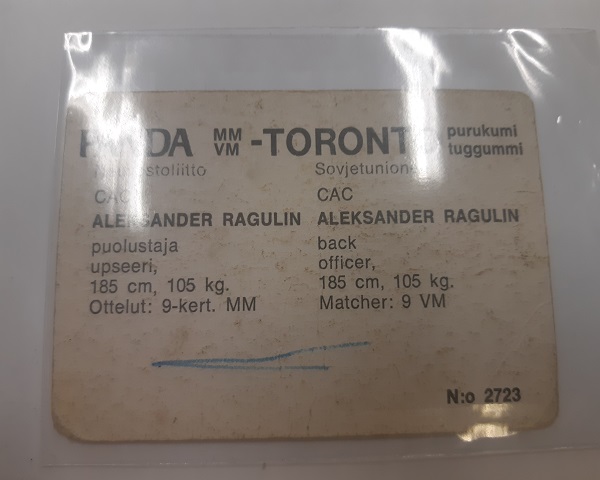 MM
VM
-TORONTO
purukumi
tuggummi
CAC
ALEKSANDER RAGULIN
puolustaja
upseeri,
185 cm, 105 kg.
Ottelut: 9-kert. MM
Sovjetunionen
CAC
ALEKSANDER RAGULIN
back
officer,
185 cm, 105 kg.
Matcher: 9 VM
N:o 2723